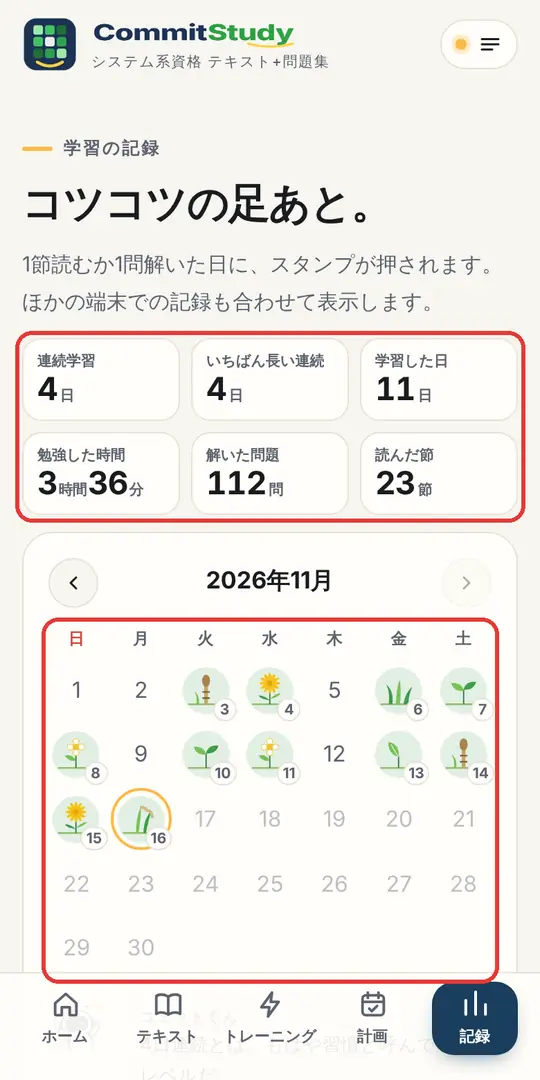 CommitStudy
システム系資格 テキスト+問題集
学習の記録
コツコツの足あと。
1節読むか1問解いた日に、スタンプが押されます。
ほかの端末での記録も合わせて表示します。
連続学習 いちばん長い連続 学習した日
4日 4日 11日
勉強した時間 解いた問題 読んだ節
3時間36分 112問 23節
2026年11月
日 月 火 水 木 金 土
1 2 3 4 5 6 7
8 9 10 11 12 13 14
15 16 17 18 19 20 21
22 23 24 25 26 27 28
29 30
ホーム テキスト トレーニング 計画 記録
レベルだ